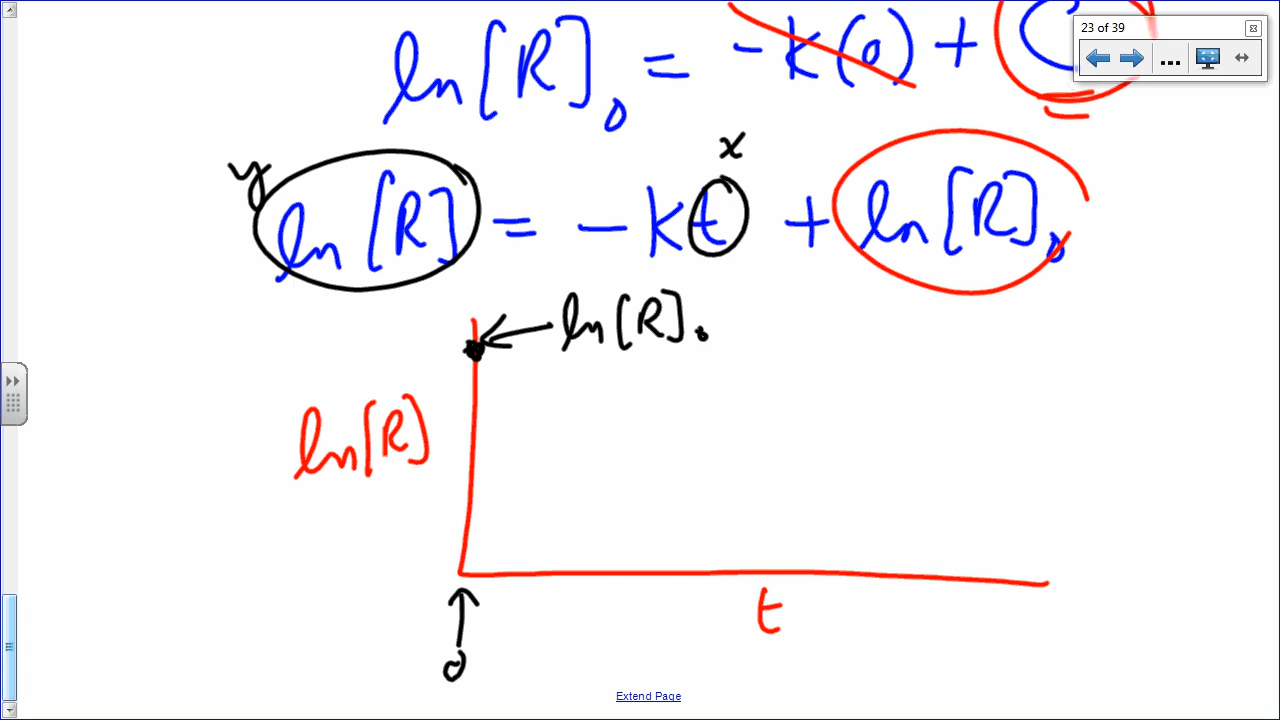 ln[R]₀ = -k(0) + C
23 of 39
y
x
ln[R] = -kt + ln[R]₀
ln[R]₀
ln[R]
t
0
Extend Page